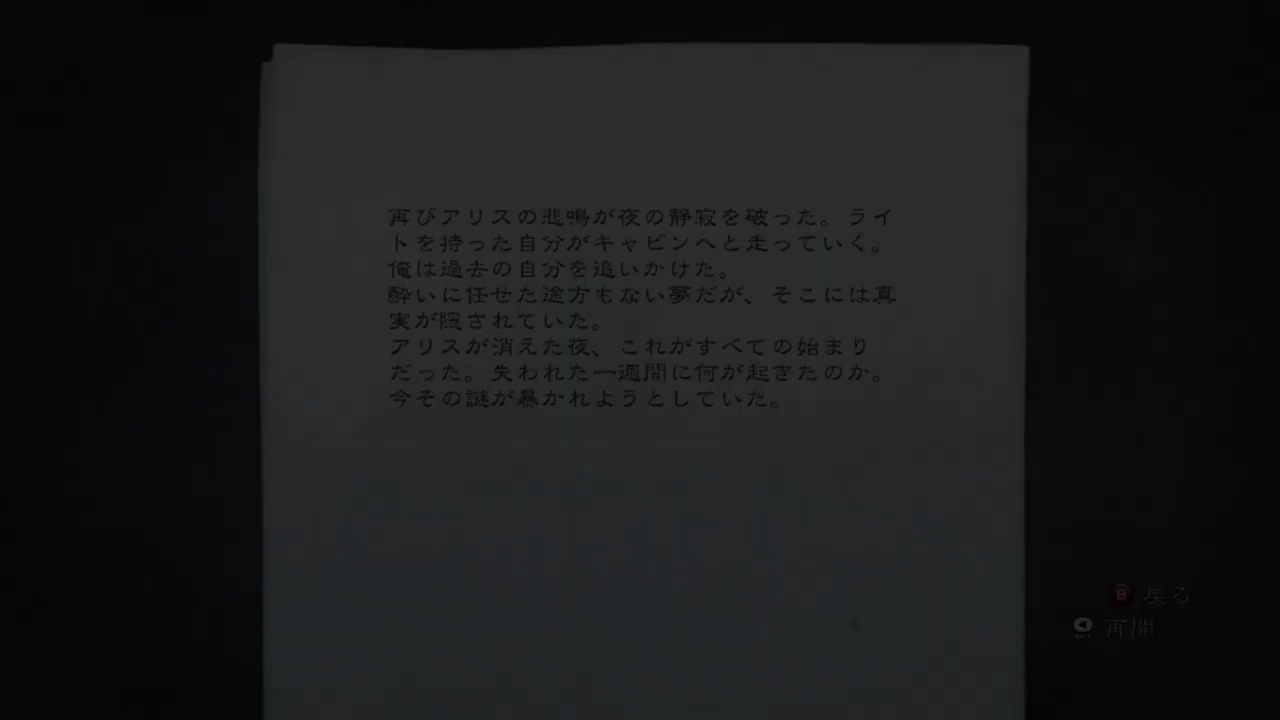 再びアリスの悲鳴が夜の静寂を破った。ライ
トを持った自分がキャビンへと走っていく。
俺は過去の自分を追いかけた。
酔いに任せた途方もない夢だが、そこには真
実が隠されていた。
アリスが消えた夜、これがすべての始まり
だった。失われた一週間に何が起きたのか。
今その謎が暴かれようとしていた。
B 戻る
再開